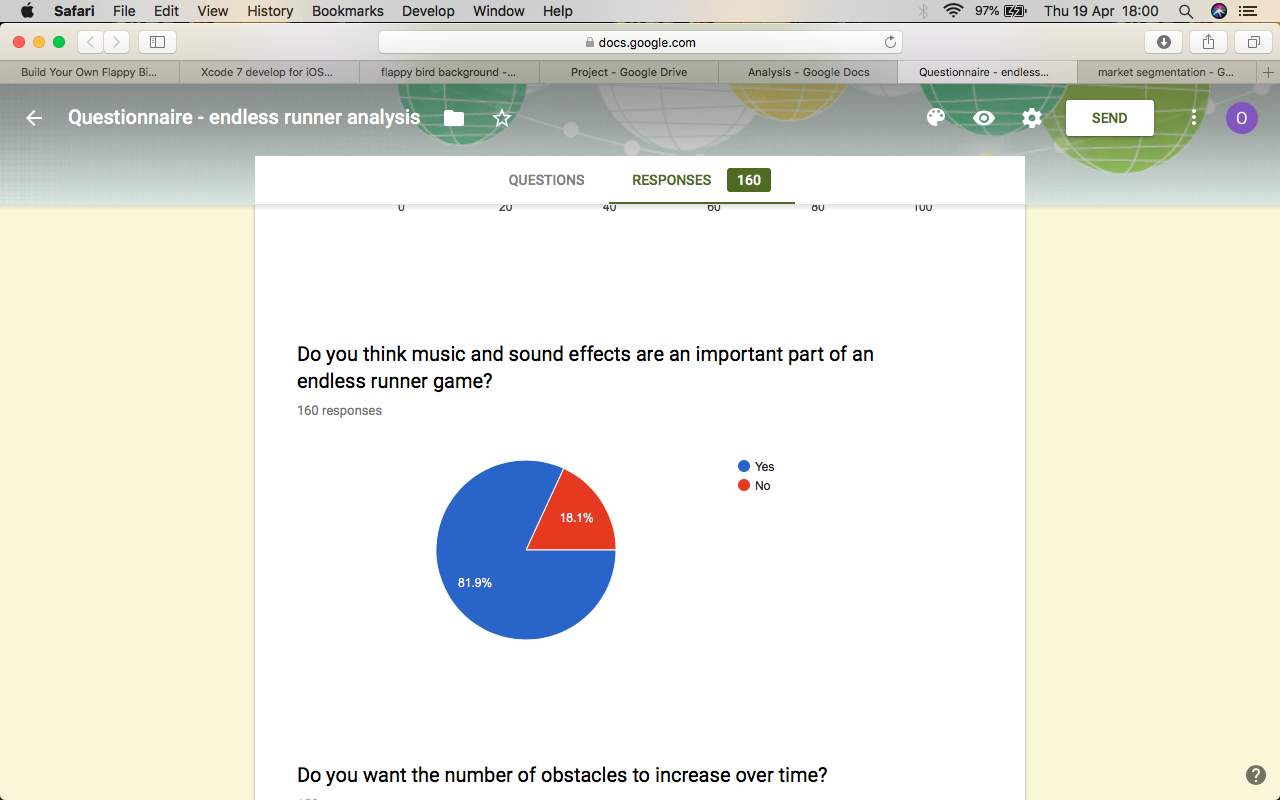 Safari File Edit View History Bookmarks Develop Window Help 97% Thu 19 Apr 18:00
docs.google.com
Build Your Own Flappy Bi... Xcode 7 develop for iOS... flappy bird background -... Project - Google Drive Analysis - Google Docs Questionnaire - endless... market segmentation - G...
Questionnaire - endless runner analysis SEND O
QUESTIONS RESPONSES 160
0 20 40 60 80 100
Do you think music and sound effects are an important part of an
endless runner game?
160 responses
Yes
No
18.1%
81.9%
Do you want the number of obstacles to increase over time?